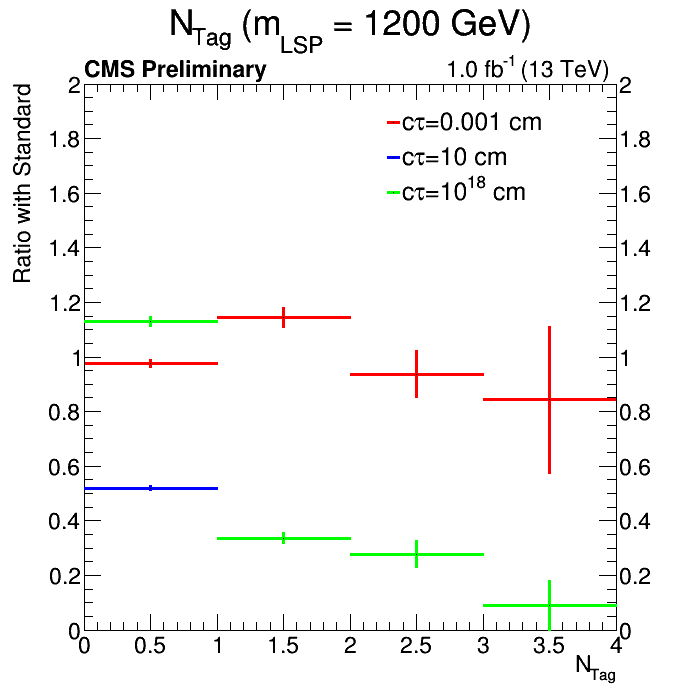 N_Tag (m_LSP = 1200 GeV)
CMS Preliminary
1.0 fb^-1 (13 TeV)
Ratio with Standard
cτ=0.001 cm
cτ=10 cm
cτ=10^18 cm
2 2
1.8 1.8
1.6 1.6
1.4 1.4
1.2 1.2
1 1
0.8 0.8
0.6 0.6
0.4 0.4
0.2 0.2
0 0
0 0.5 1 1.5 2 2.5 3 3.5 4
N_Tag